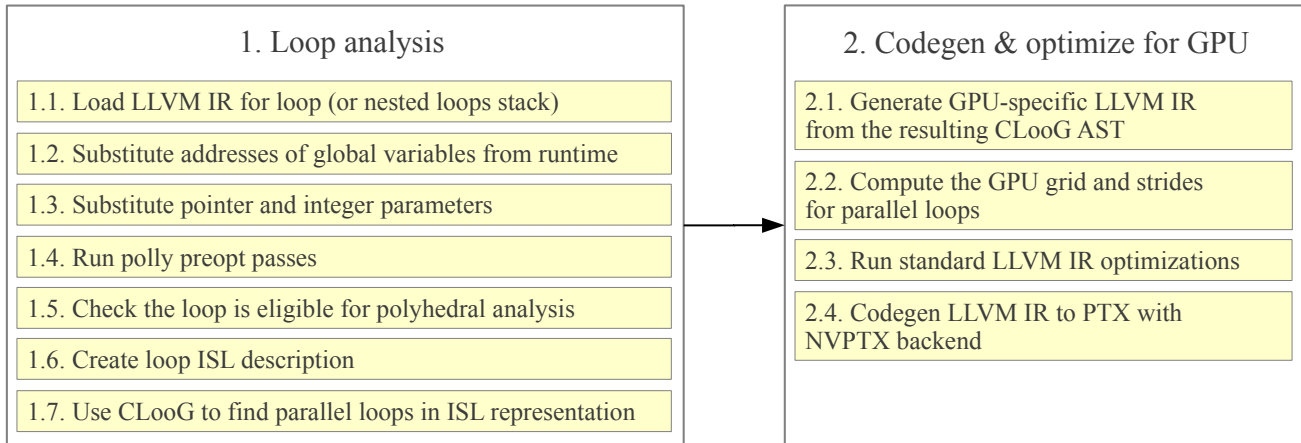 1. Loop analysis
1.1. Load LLVM IR for loop (or nested loops stack)
1.2. Substitute addresses of global variables from runtime
1.3. Substitute pointer and integer parameters
1.4. Run polly preopt passes
1.5. Check the loop is eligible for polyhedral analysis
1.6. Create loop ISL description
1.7. Use CLooG to find parallel loops in ISL representation
2. Codegen & optimize for GPU
2.1. Generate GPU-specific LLVM IR
from the resulting CLooG AST
2.2. Compute the GPU grid and strides
for parallel loops
2.3. Run standard LLVM IR optimizations
2.4. Codegen LLVM IR to PTX with
NVPTX backend